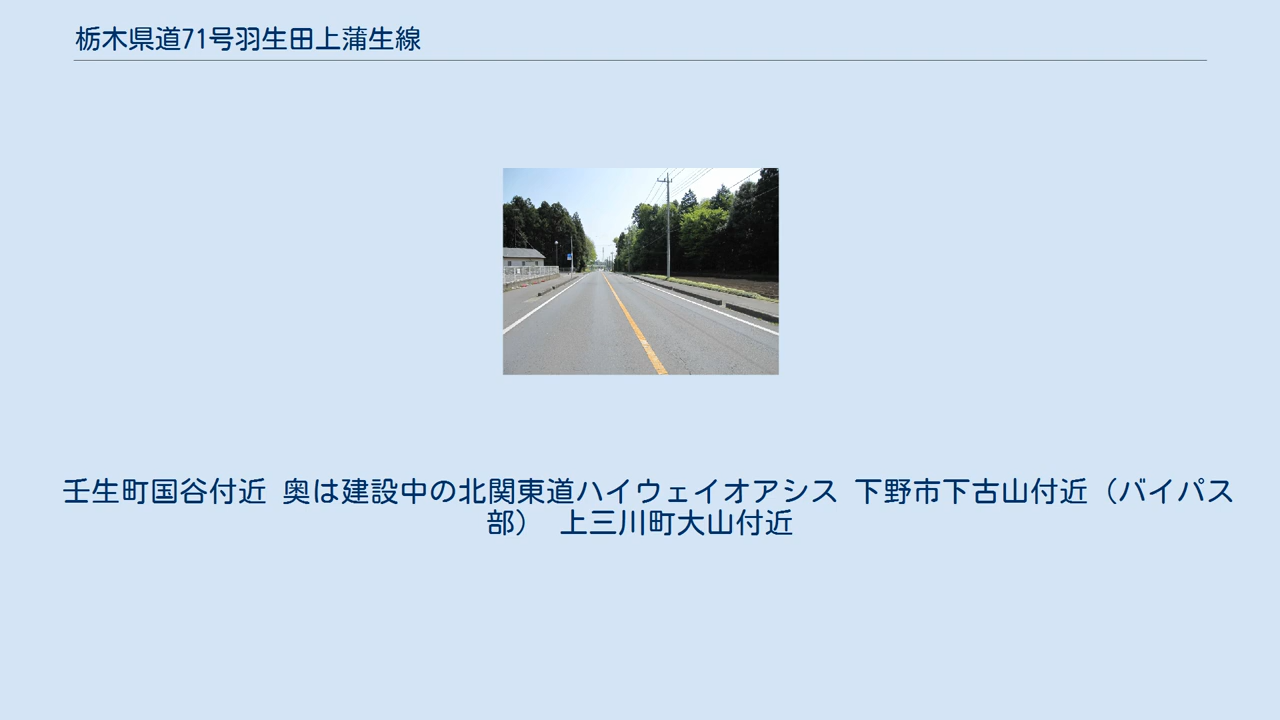 栃木県道71号羽生田上蒲生線
壬生町国谷付近 奥は建設中の北関東道ハイウェイオアシス 下野市下古山付近（バイパス
部） 上三川町大山付近